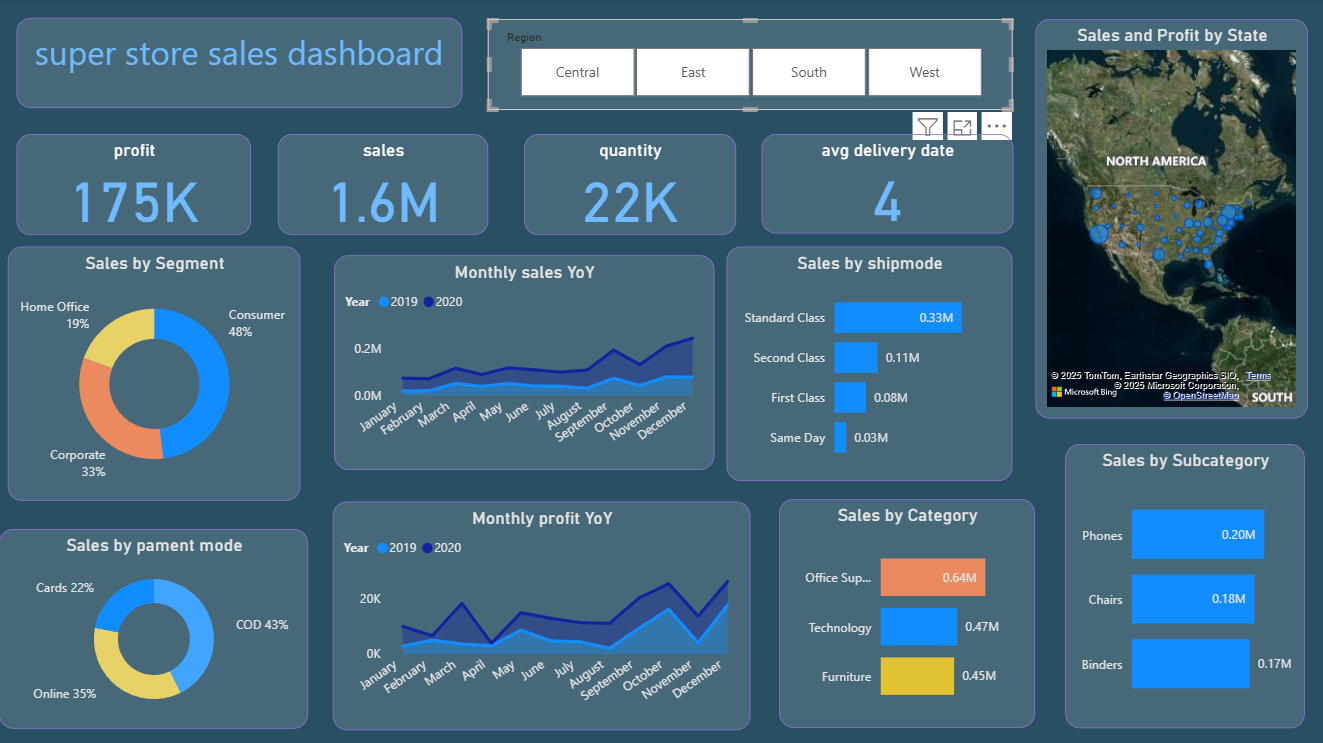 super store sales dashboard
Region
Central
East
South
West
Sales and Profit by State
NORTH AMERICA
© 2025 TomTom, Earthstar Geographics SIO, Terms
© 2025 Microsoft Corporation,
Microsoft Bing
© OpenStreetMap
SOUTH
profit
175K
sales
1.6M
quantity
22K
avg delivery date
4
Sales by Segment
Home Office
19%
Consumer
48%
Corporate
33%
Monthly sales YoY
Year 2019 2020
0.2M
0.0M
January
February
March
April
May
June
July
August
September
October
November
December
Sales by shipmode
Standard Class 0.33M
Second Class 0.11M
First Class 0.08M
Same Day 0.03M
Sales by pament mode
Cards 22%
COD 43%
Online 35%
Monthly profit YoY
Year 2019 2020
20K
0K
January
February
March
April
May
June
July
August
September
October
November
December
Sales by Category
Office Sup... 0.64M
Technology 0.47M
Furniture 0.45M
Sales by Subcategory
Phones 0.20M
Chairs 0.18M
Binders 0.17M